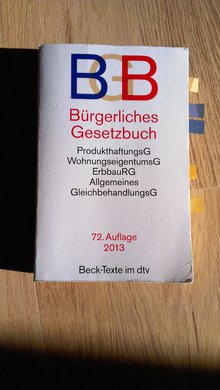 BGB
Bürgerliches
Gesetzbuch
ProdukthaftungsG
WohnungseigentumsG
ErbbauRG
Allgemeines
GleichbehandlungsG
72. Auflage
2013
Beck-Texte im dtv